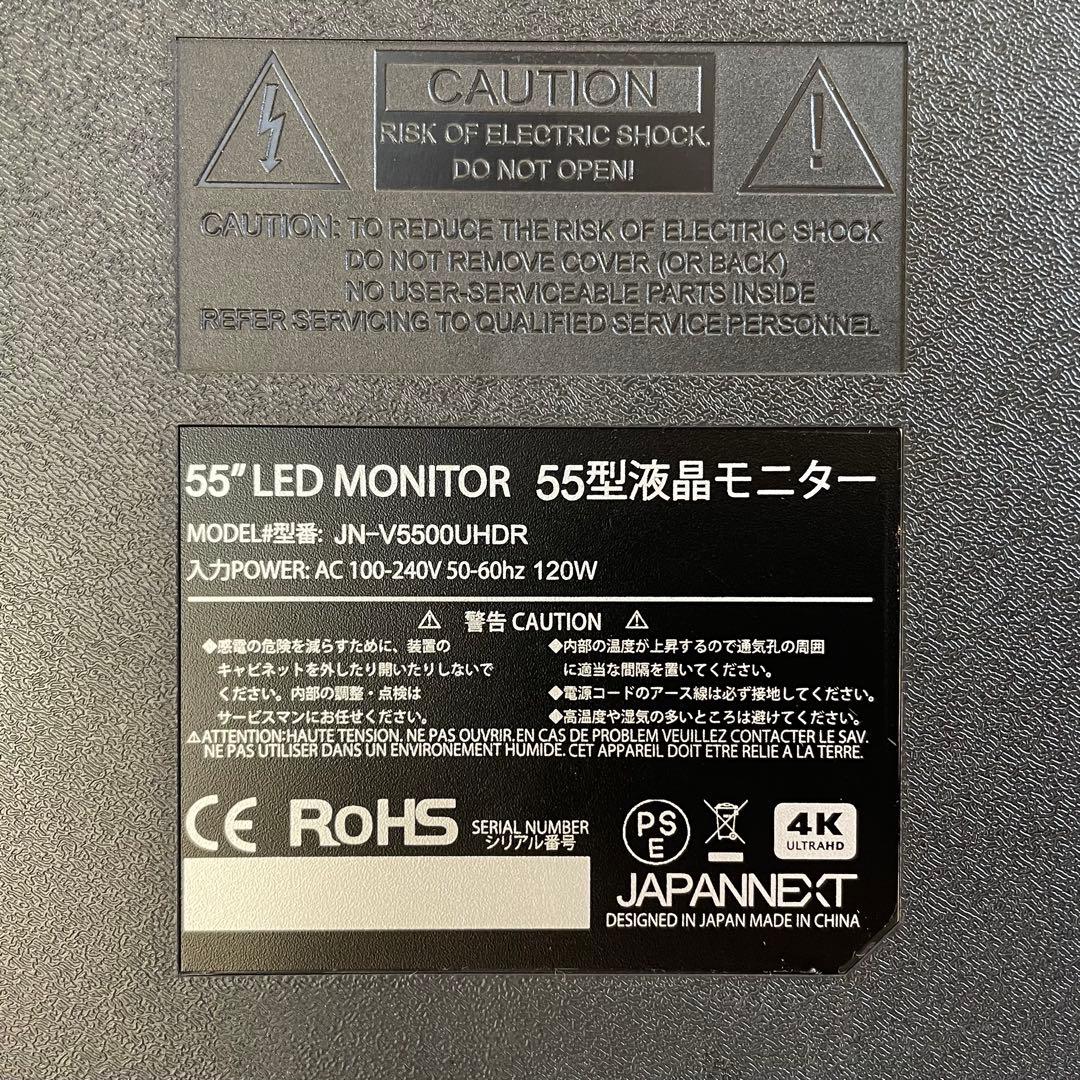 CAUTION
RISK OF ELECTRIC SHOCK.
DO NOT OPEN!
CAUTION: TO REDUCE THE RISK OF ELECTRIC SHOCK
DO NOT REMOVE COVER (OR BACK)
NO USER-SERVICEABLE PARTS INSIDE
REFER SERVICING TO QUALIFIED SERVICE PERSONNEL
55" LED MONITOR 55型液晶モニター
MODEL#型番: JN-V5500UHDR
入力POWER: AC 100-240V 50-60hz 120W
⚠ 警告 CAUTION ⚠
◆感電の危険を減らすために、装置の
キャビネットを外したり開いたりしないで
ください。内部の調整・点検は
サービスマンにお任せください。
◆内部の温度が上昇するので通気孔の周囲
に適当な間隔を置いてください。
◆電源コードのアース線は必ず接地してください。
◆高温度や湿気の多いところは避けてください。
⚠ATTENTION:HAUTE TENSION. NE PAS OUVRIR.EN CAS DE PROBLEM VEUILLEZ CONTACTER LE SAV.
NE PAS UTILISER DANS UN ENVIRONEMENT HUMIDE. CET APPAREIL DOIT ETRE RELIE A LA TERRE.
CE RoHS
SERIAL NUMBER
シリアル番号
PS
E
4K
ULTRAHD
JAPANNEXT
DESIGNED IN JAPAN MADE IN CHINA